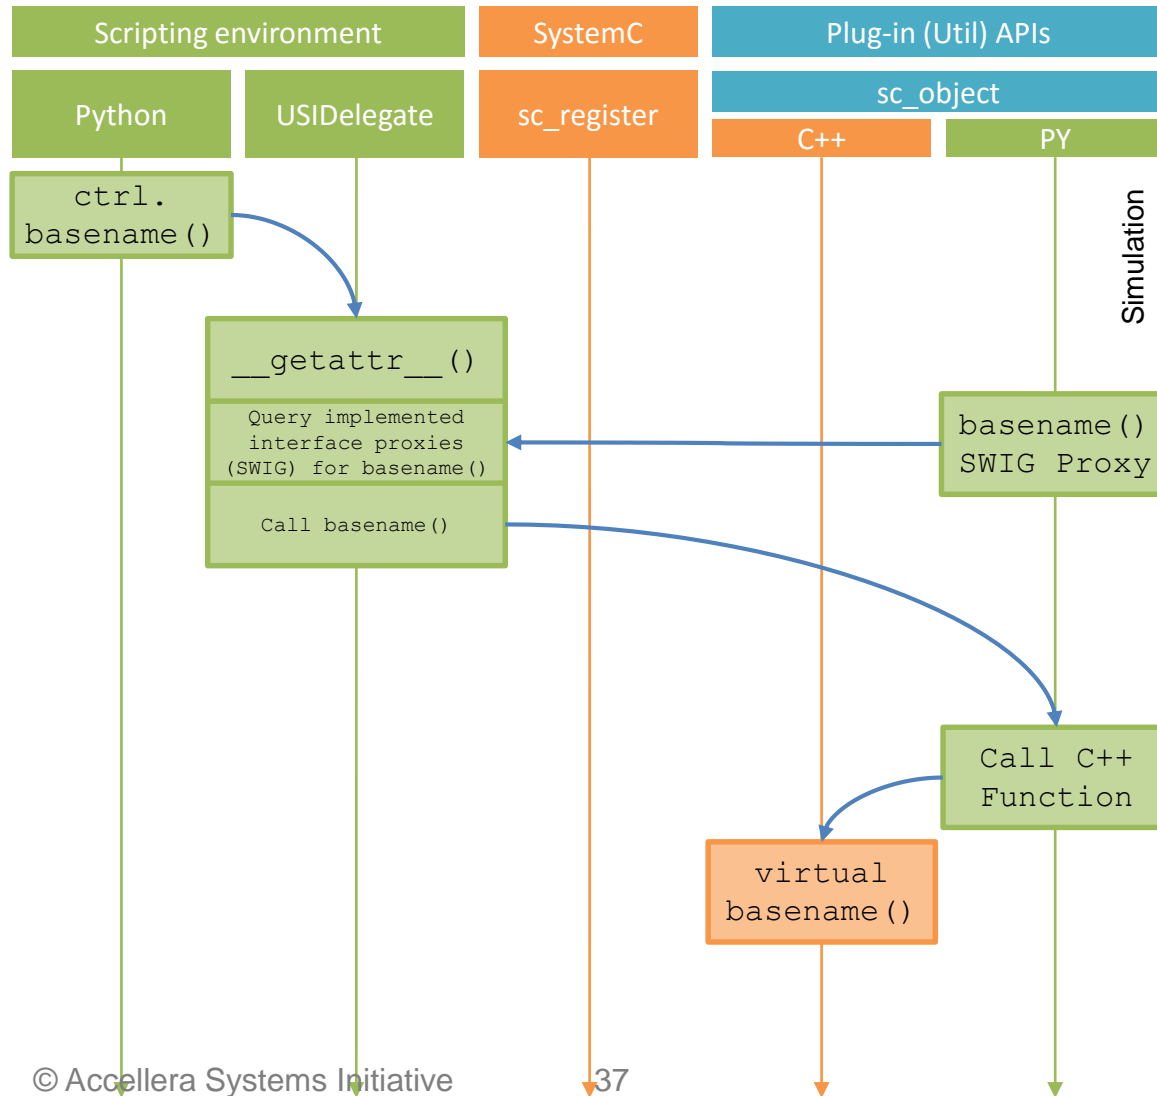 Scripting environment
SystemC
Plug-in (Util) APIs
Python
USIDelegate
sc_register
sc_object
C++
PY
ctrl.
basename()
Simulation
__getattr__()
Query implemented
interface proxies
(SWIG) for basename()
Call basename()
basename()
SWIG Proxy
Call C++
Function
virtual
basename()
© Accellera Systems Initiative
37